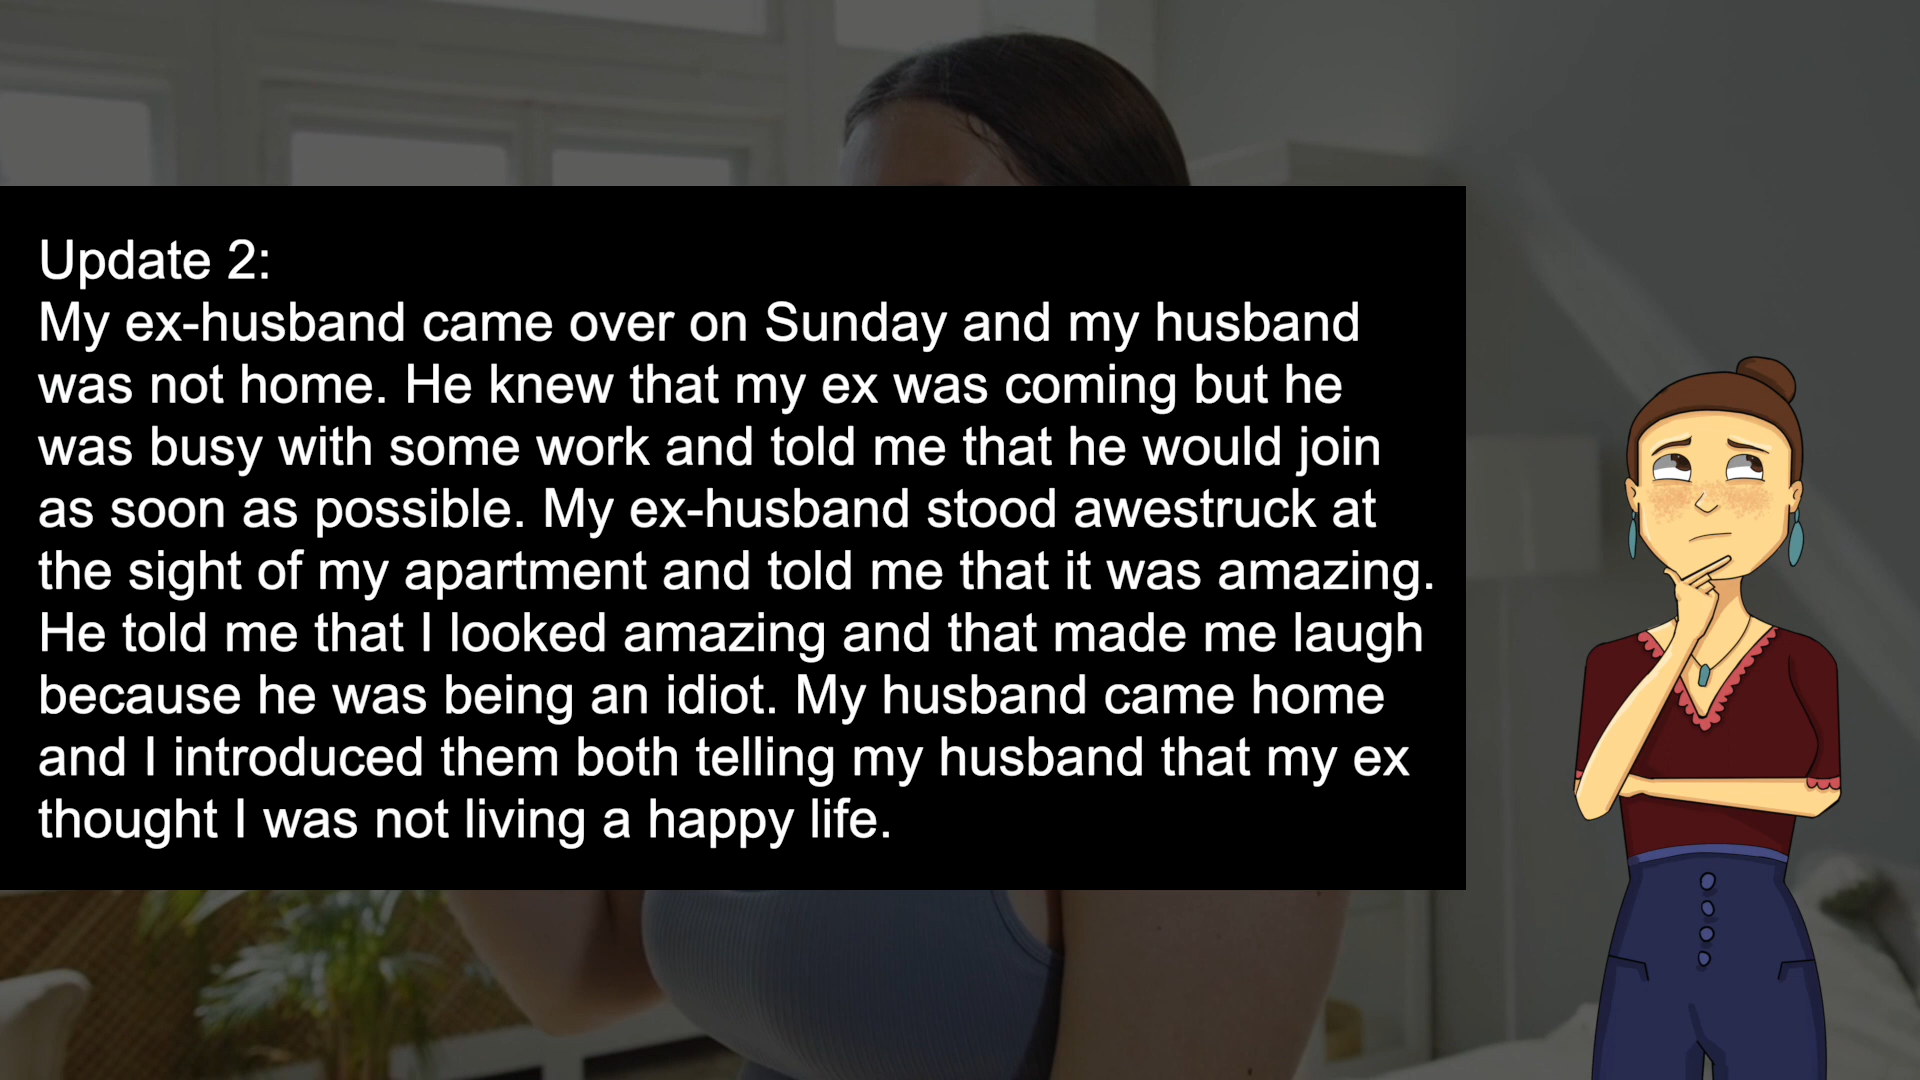 Update 2:
My ex-husband came over on Sunday and my husband
was not home. He knew that my ex was coming but he
was busy with some work and told me that he would join
as soon as possible. My ex-husband stood awestruck at
the sight of my apartment and told me that it was amazing.
He told me that I looked amazing and that made me laugh
because he was being an idiot. My husband came home
and I introduced them both telling my husband that my ex
thought I was not living a happy life.